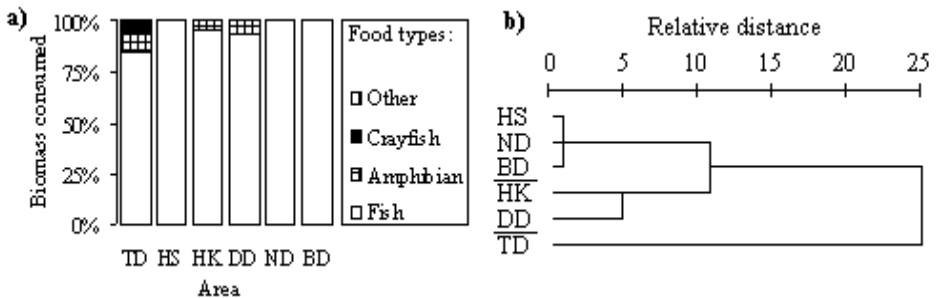 a)
100%
75%
50%
25%
0%
Biomass consumed
TD HS HK DD ND BD
Area
Food types:
Other
Crayfish
Amphibian
Fish
b)
Relative distance
0 5 10 15 20 25
HS
ND
BD
HK
DD
TD